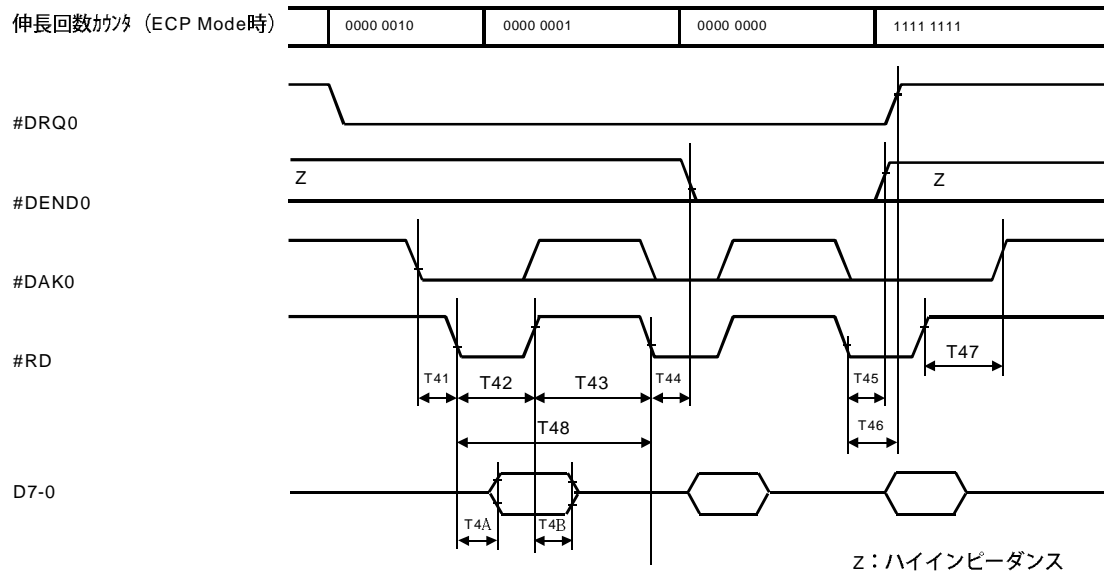 伸長回数ｶｳﾝﾀ（ECP Mode時）
0000 0010
0000 0001
0000 0000
1111 1111
#DRQ0
Z
Z
#DEND0
#DAK0
#RD
T47
T41
T42
T43
T44
T45
T48
T46
D7-0
T4A
T4B
Z：ハイインピーダンス